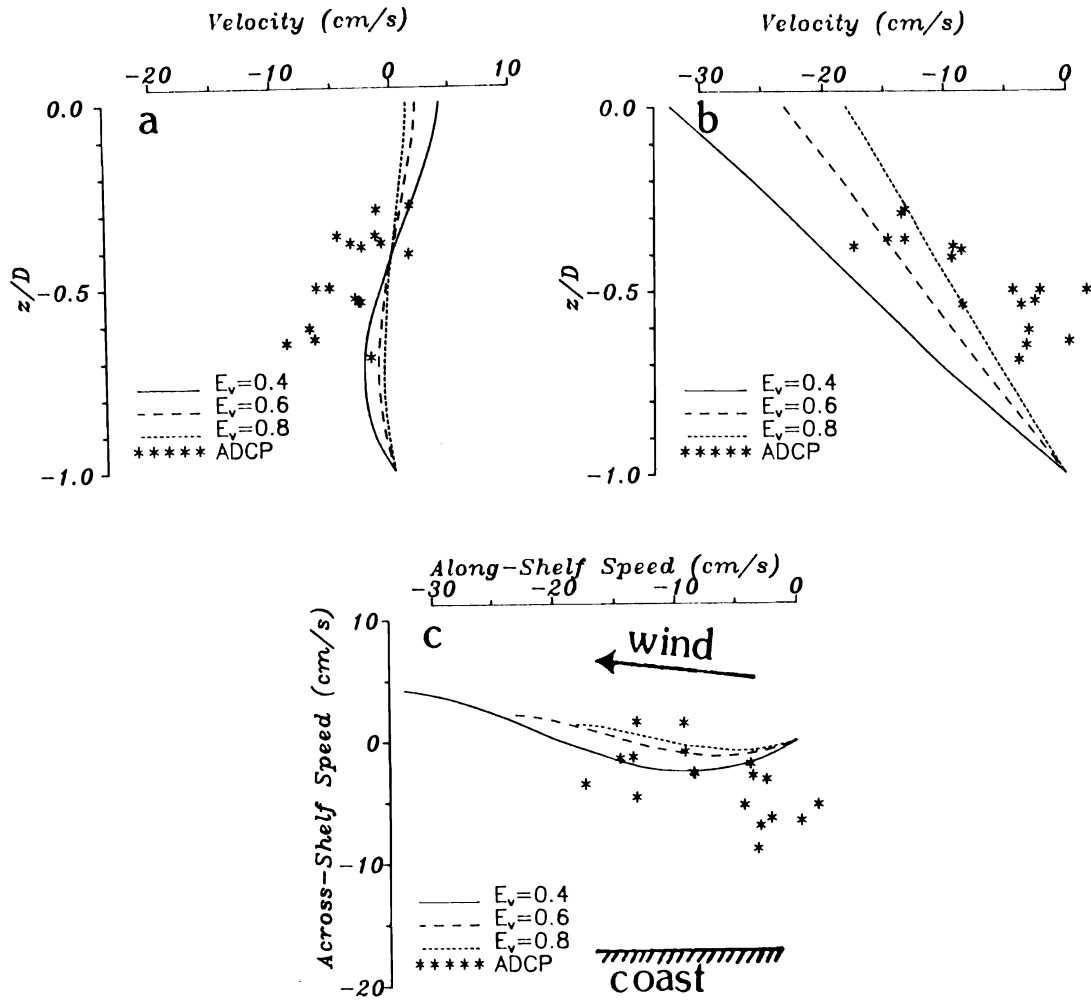 Velocity (cm/s)
-20 -10 0 10
0.0
a
z/D
-0.5
E_v=0.4
E_v=0.6
E_v=0.8
***** ADCP
-1.0
Velocity (cm/s)
-30 -20 -10 0
0.0
b
z/D
-0.5
E_v=0.4
E_v=0.6
E_v=0.8
***** ADCP
-1.0
Along-Shelf Speed (cm/s)
-30 -20 -10 0
10
c
wind
Across-Shelf Speed (cm/s)
0
-10
E_v=0.4
E_v=0.6
E_v=0.8
***** ADCP
coast
-20